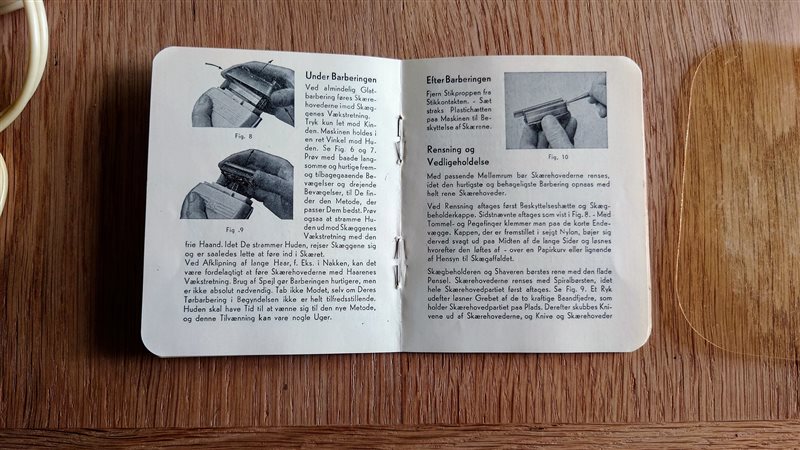 Under Barberingen
Ved almindelig Glat-
barbering føres Skære-
hovederne imod Skæg-
genes Vækstretning.
Tryk kun let mod Kin-
den. Maskinen holdes i
en ret Vinkel mod Hu-
den. Se Fig. 6 og 7.
Prøv med baade lang-
somme og hurtige frem-
og tilbagegaaende Be-
vægelser og drejende
Bevægelser, til De fin-
der den Metode, der
passer Dem bedst. Prøv
ogsaa at stramme Hu-
den ud mod Skæggenes
Vækstretning med den
frie Haand. Idet De strammer Huden, rejser Skæggene sig
og er saaledes lette at føre ind i Skæret.
Ved Afklipning af lange Hear, f. Eks. i Nakken, kan det
være fordelagtigt at føre Skærehovederne med Haarenes
Vækstretning. Brug af Spejl gør Barberingen hurtigere, men
er ikke absolut nødvendig. Tab ikke Modet, selv om Deres
Tørbarbering i Begyndelsen ikke er helt tilfredsstillende.
Huden skal have Tid til at vænne sig til den nye Metode,
og denne Tilvænning kan vare nogle Uger.
Fig. 8
Fig .9
Efter Barberingen
Fjern Stikproppen fra
Stikkontakten. - Sæt
straks Plastichætten
paa Maskinen til Be-
skyttelse af Skærene.
Fig. 10
Rensning og
Vedligeholdelse
Med passende Mellemrum bør Skærehovederne renses,
idet den hurtigste og behageligste Barbering opnaas med
helt rene Skærehoveder.
Ved Rensning aftages først Beskyttelseshætte og Skæg-
beholderkappe. Sidstnævnte aftages som vist i Fig. 8. - Med
Tommel- og Pegefinger klemmer man paa de korte Ende-
vægge. Kappen, der er fremstillet i sejgt Nylon, bøjer sig
derved svagt ud paa Midten af de lange Sider og løsnes
hvorefter den løftes af - over en Papirkurv eller lignende
af Hensyn til Skægaffaldet.
Skægbeholderen og Shaveren børstes rene med den flade
Pensel. Skærehovederne renses med Spiralbørsten, idet
hele Skærehovedpartiet først aftages. Se Fig. 9. Et Ryk
udefter løsner Grebet af de to kraftige Baandfjedre, som
holder Skærehovedpartiet paa Plads. Derefter skubbes Kni-
vene ud af Skærehovederne, og Knive og Skærehoveder